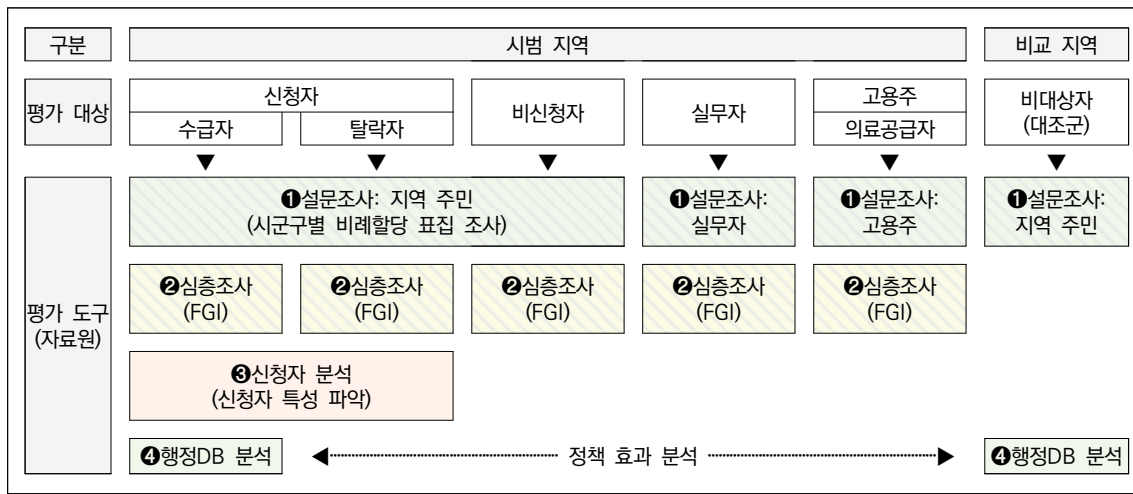 구분
시범 지역
비교 지역
평가 대상
신청자
수급자
탈락자
비신청자
실무자
고용주
의료공급자
비대상자
(대조군)
평가 도구
(자료원)
❶설문조사: 지역 주민
(시군구별 비례할당 표집 조사)
❶설문조사:
실무자
❶설문조사:
고용주
❶설문조사:
지역 주민
❷심층조사
(FGI)
❷심층조사
(FGI)
❷심층조사
(FGI)
❷심층조사
(FGI)
❷심층조사
(FGI)
❸신청자 분석
(신청자 특성 파악)
❹행정DB 분석
정책 효과 분석
❹행정DB 분석